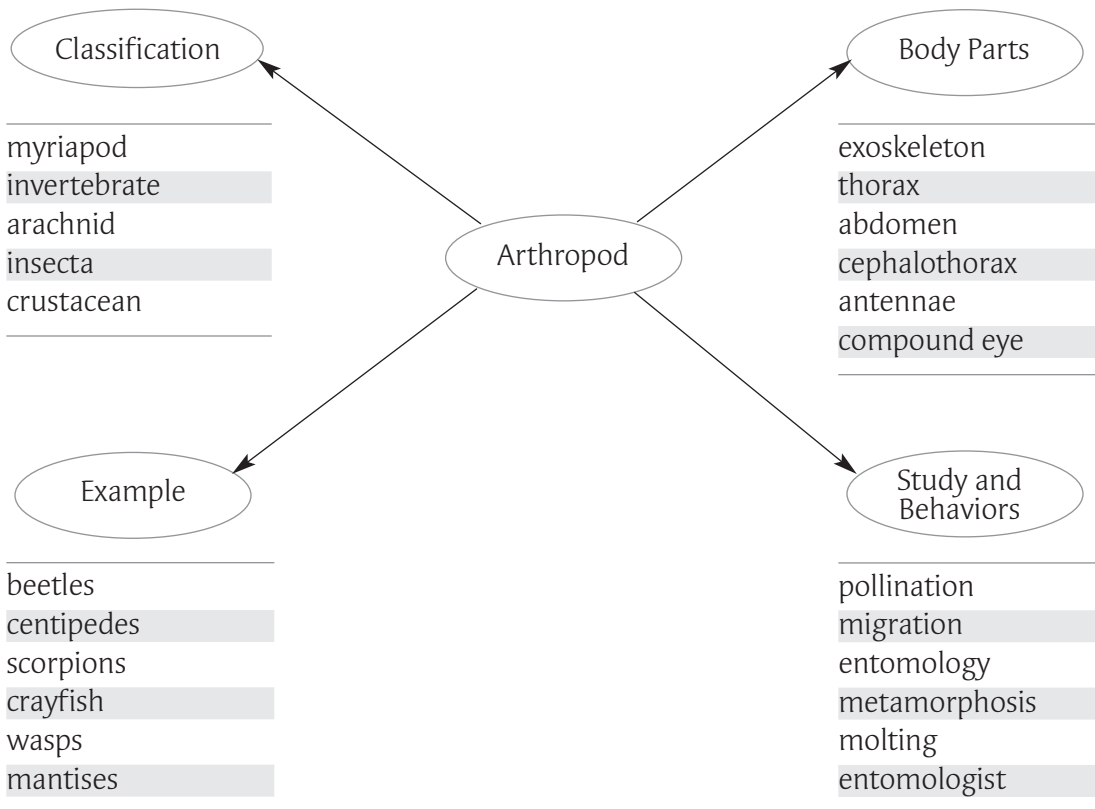 Classification
myriapod
invertebrate
arachnid
insecta
crustacean
Body Parts
exoskeleton
thorax
abdomen
cephalothorax
antennae
compound eye
Arthropod
Example
beetles
centipedes
scorpions
crayfish
wasps
mantises
Study and
Behaviors
pollination
migration
entomology
metamorphosis
molting
entomologist